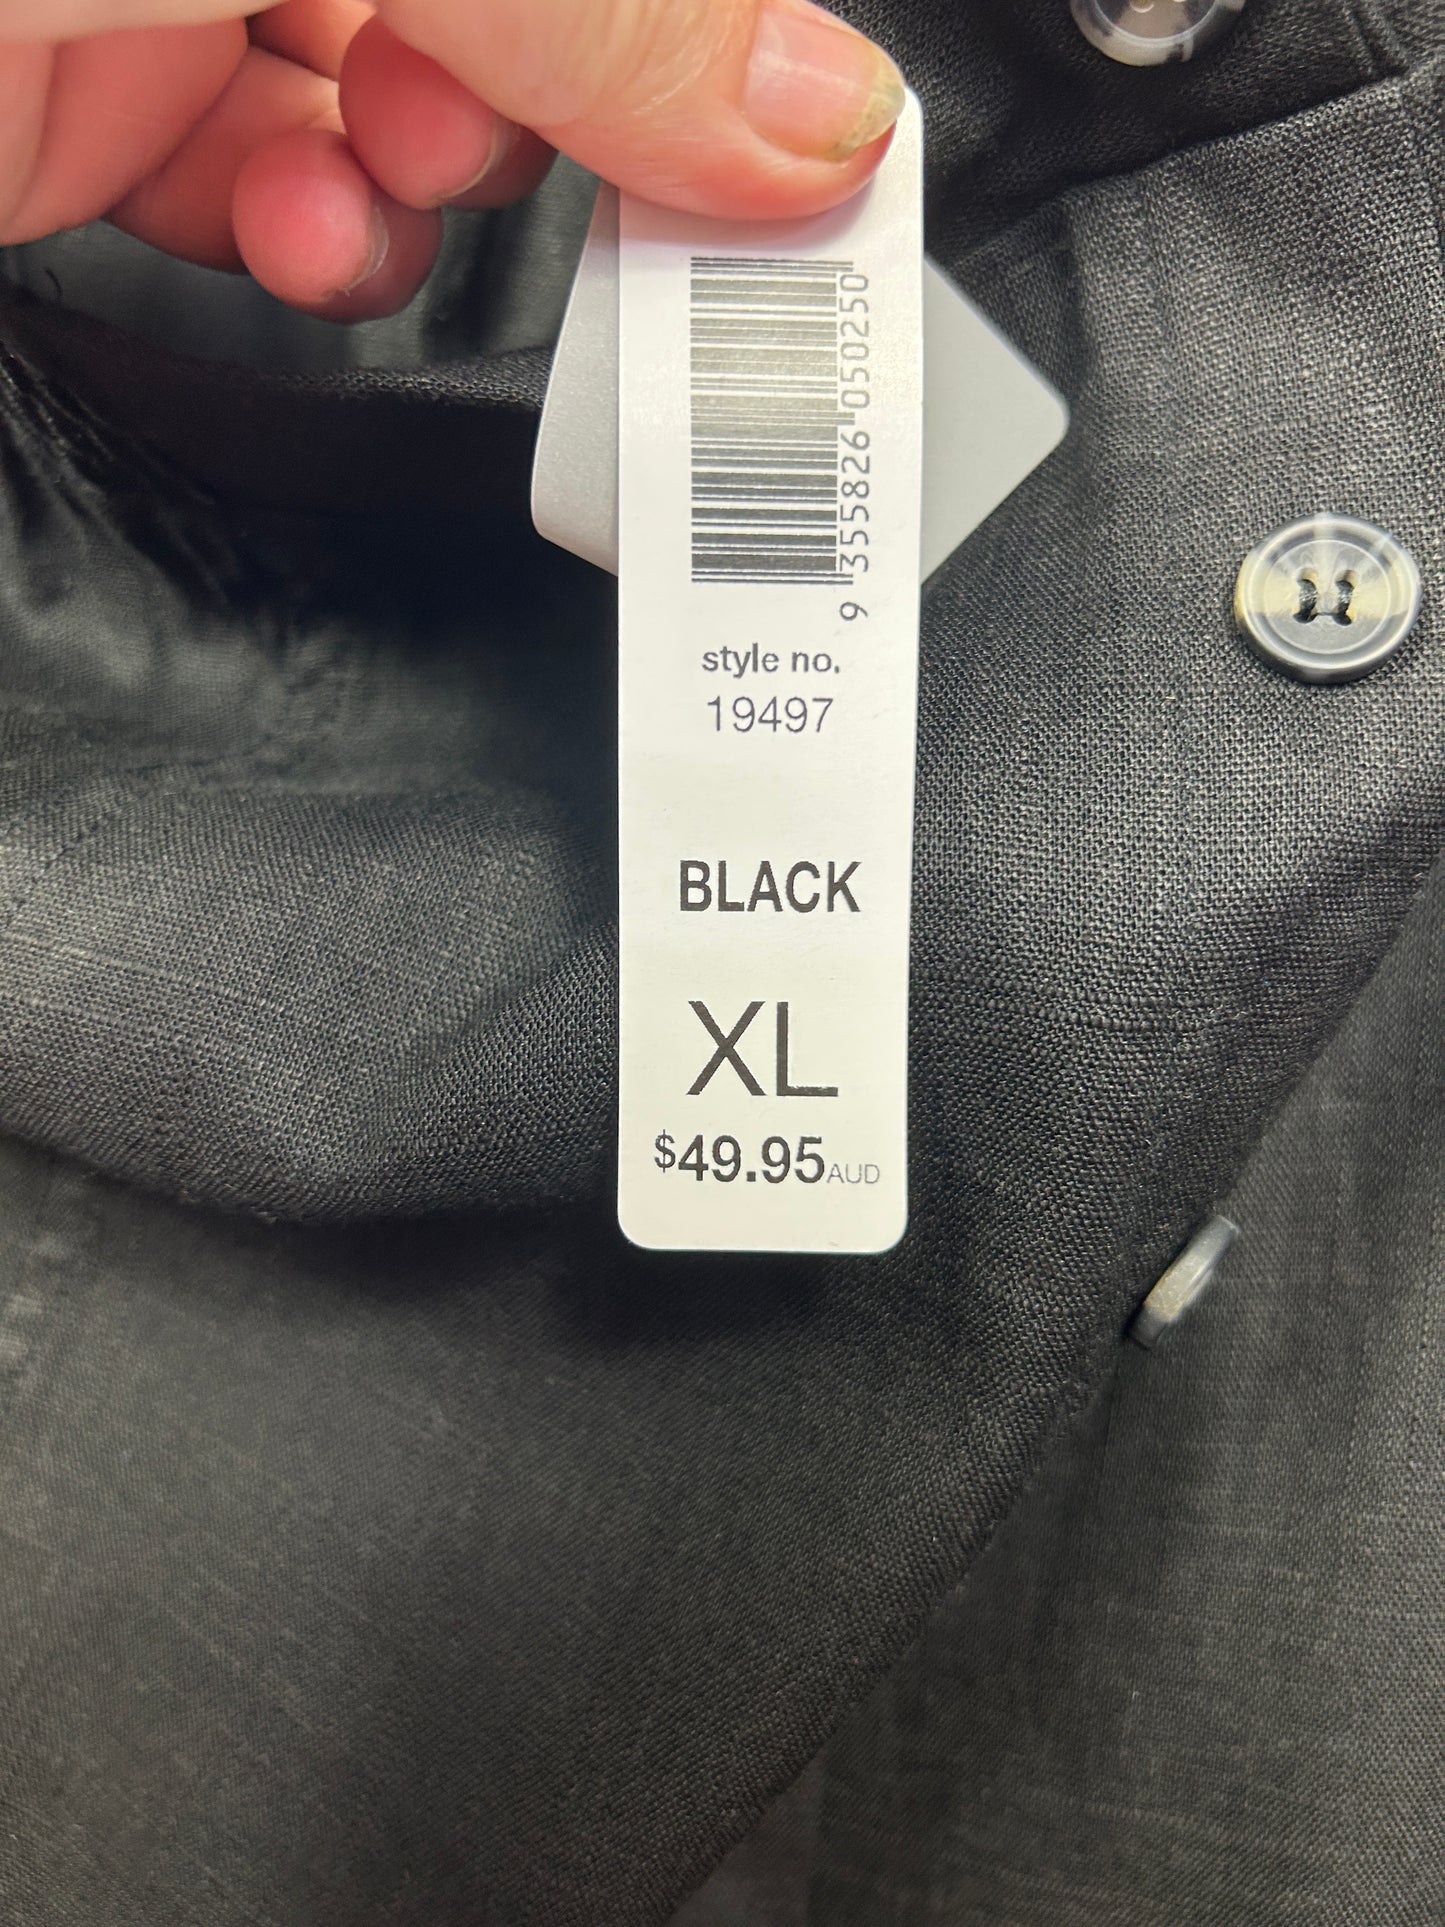 9 355826 050250
style no.
19497
BLACK
XL
$49.95AUD